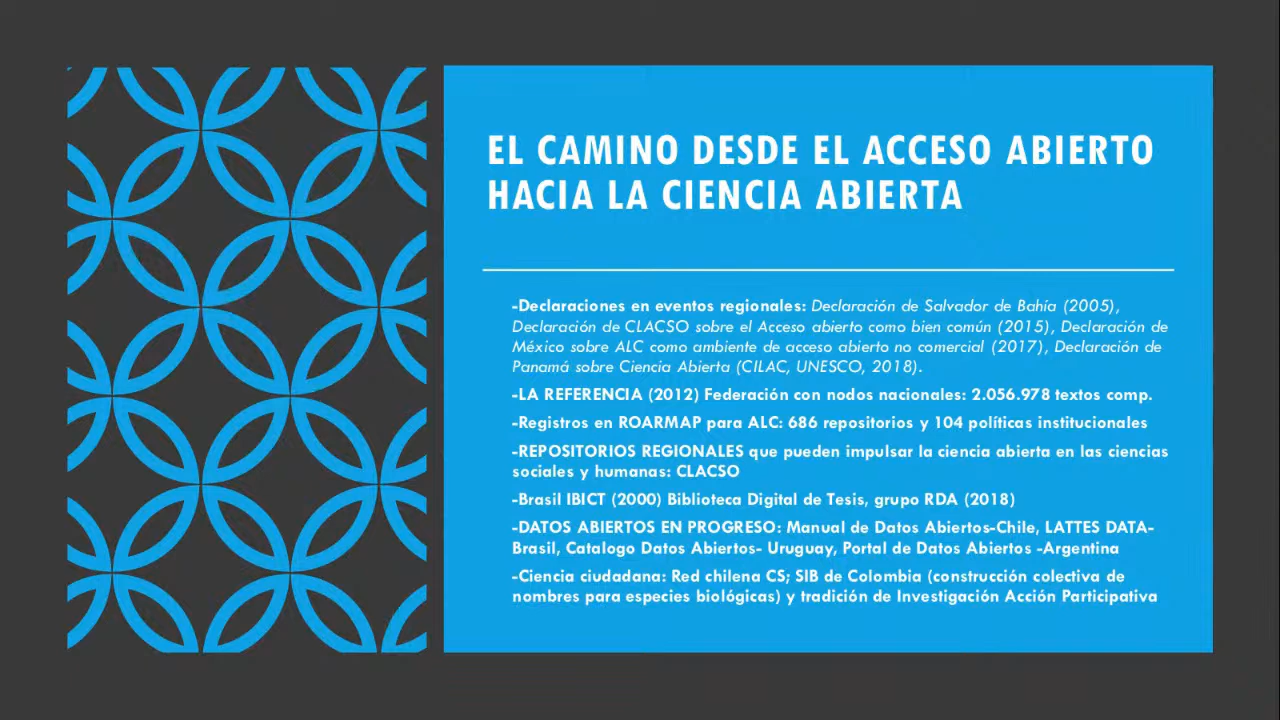 EL CAMINO DESDE EL ACCESO ABIERTO
HACIA LA CIENCIA ABIERTA
-Declaraciones en eventos regionales: Declaración de Salvador de Bahía (2005),
Declaración de CLACSO sobre el Acceso abierto como bien común (2015), Declaración de
México sobre ALC como ambiente de acceso abierto no comercial (2017), Declaración de
Panamá sobre Ciencia Abierta (CILAC, UNESCO, 2018).
-LA REFERENCIA (2012) Federación con nodos nacionales: 2.056.978 textos comp.
-Registros en ROARMAP para ALC: 686 repositorios y 104 políticas institucionales
-REPOSITORIOS REGIONALES que pueden impulsar la ciencia abierta en las ciencias
sociales y humanas: CLACSO
-Brasil IBICT (2000) Biblioteca Digital de Tesis, grupo RDA (2018)
-DATOS ABIERTOS EN PROGRESO: Manual de Datos Abiertos-Chile, LATTES DATA-
Brasil, Catalogo Datos Abiertos- Uruguay, Portal de Datos Abiertos -Argentina
-Ciencia ciudadana: Red chilena CS; SIB de Colombia (construcción colectiva de
nombres para especies biológicas) y tradición de Investigación Acción Participativa